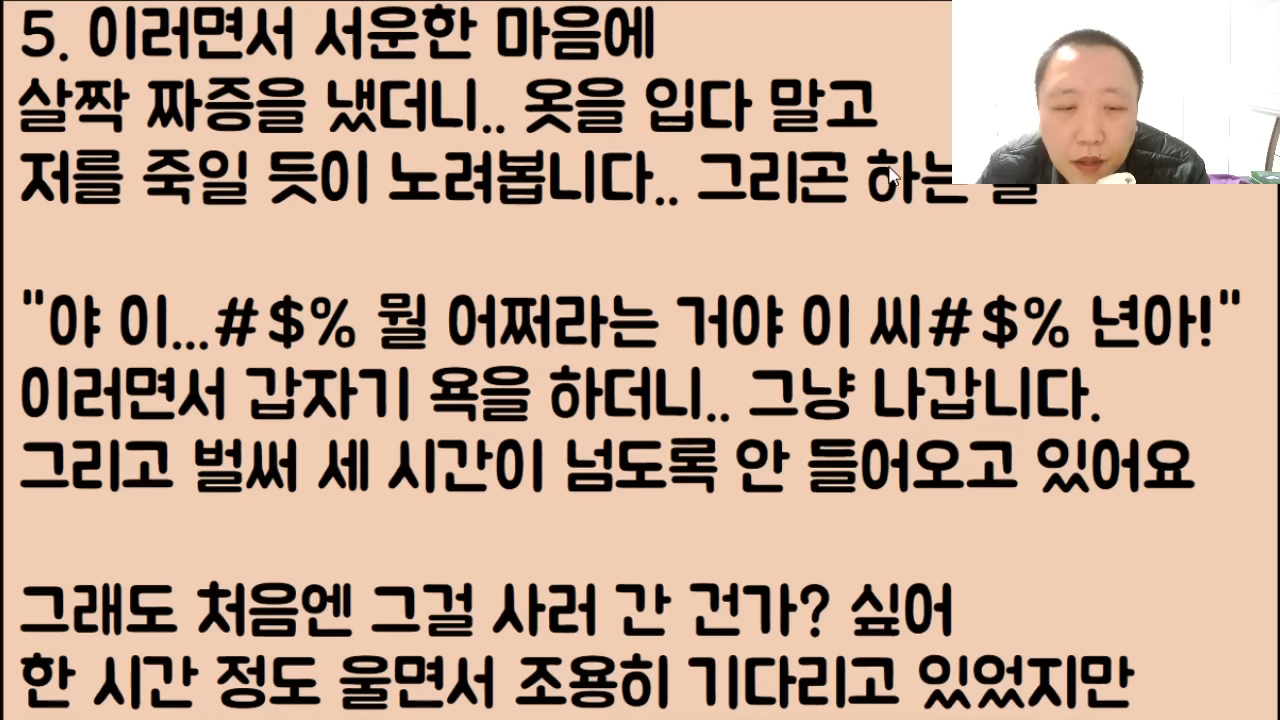 5. 이러면서 서운한 마음에
살짝 짜증을 냈더니.. 옷을 입다 말고
저를 죽일 듯이 노려봅니다.. 그리곤 하는
"야 이...#$% 뭘 어쩌라는 거야 이 씨#$% 년아!"
이러면서 갑자기 욕을 하더니.. 그냥 나갑니다.
그리고 벌써 세 시간이 넘도록 안 들어오고 있어요
그래도 처음엔 그걸 사러 간 건가? 싶어
한 시간 정도 울면서 조용히 기다리고 있었지만